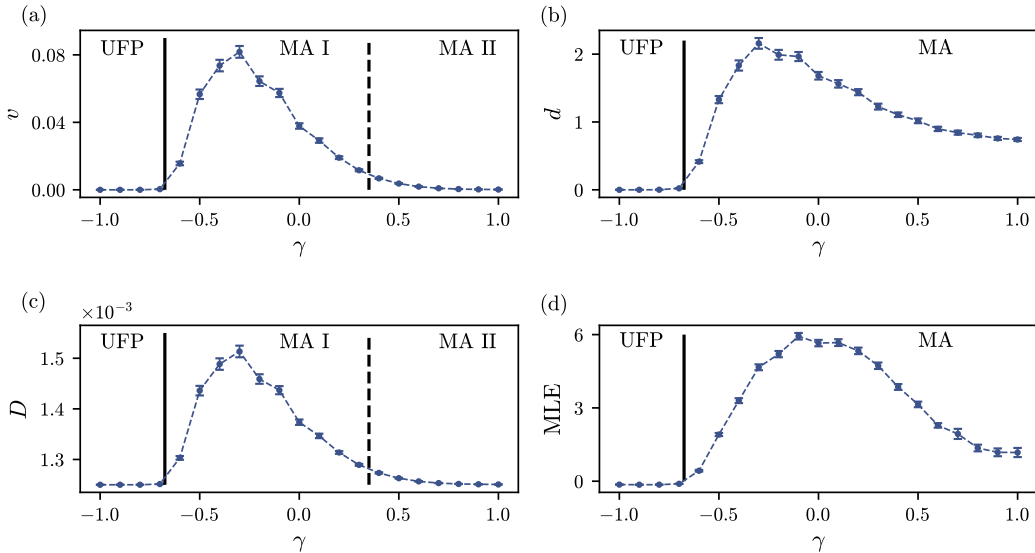 (a)
UFP MA I MA II
0.08
0.04
0.00
v
−1.0 −0.5 0.0 0.5 1.0
γ
(b)
UFP MA
2
1
0
d
−1.0 −0.5 0.0 0.5 1.0
γ
(c)
×10⁻³
UFP MA I MA II
1.5
1.4
1.3
D
−1.0 −0.5 0.0 0.5 1.0
γ
(d)
UFP MA
6
3
0
MLE
−1.0 −0.5 0.0 0.5 1.0
γ